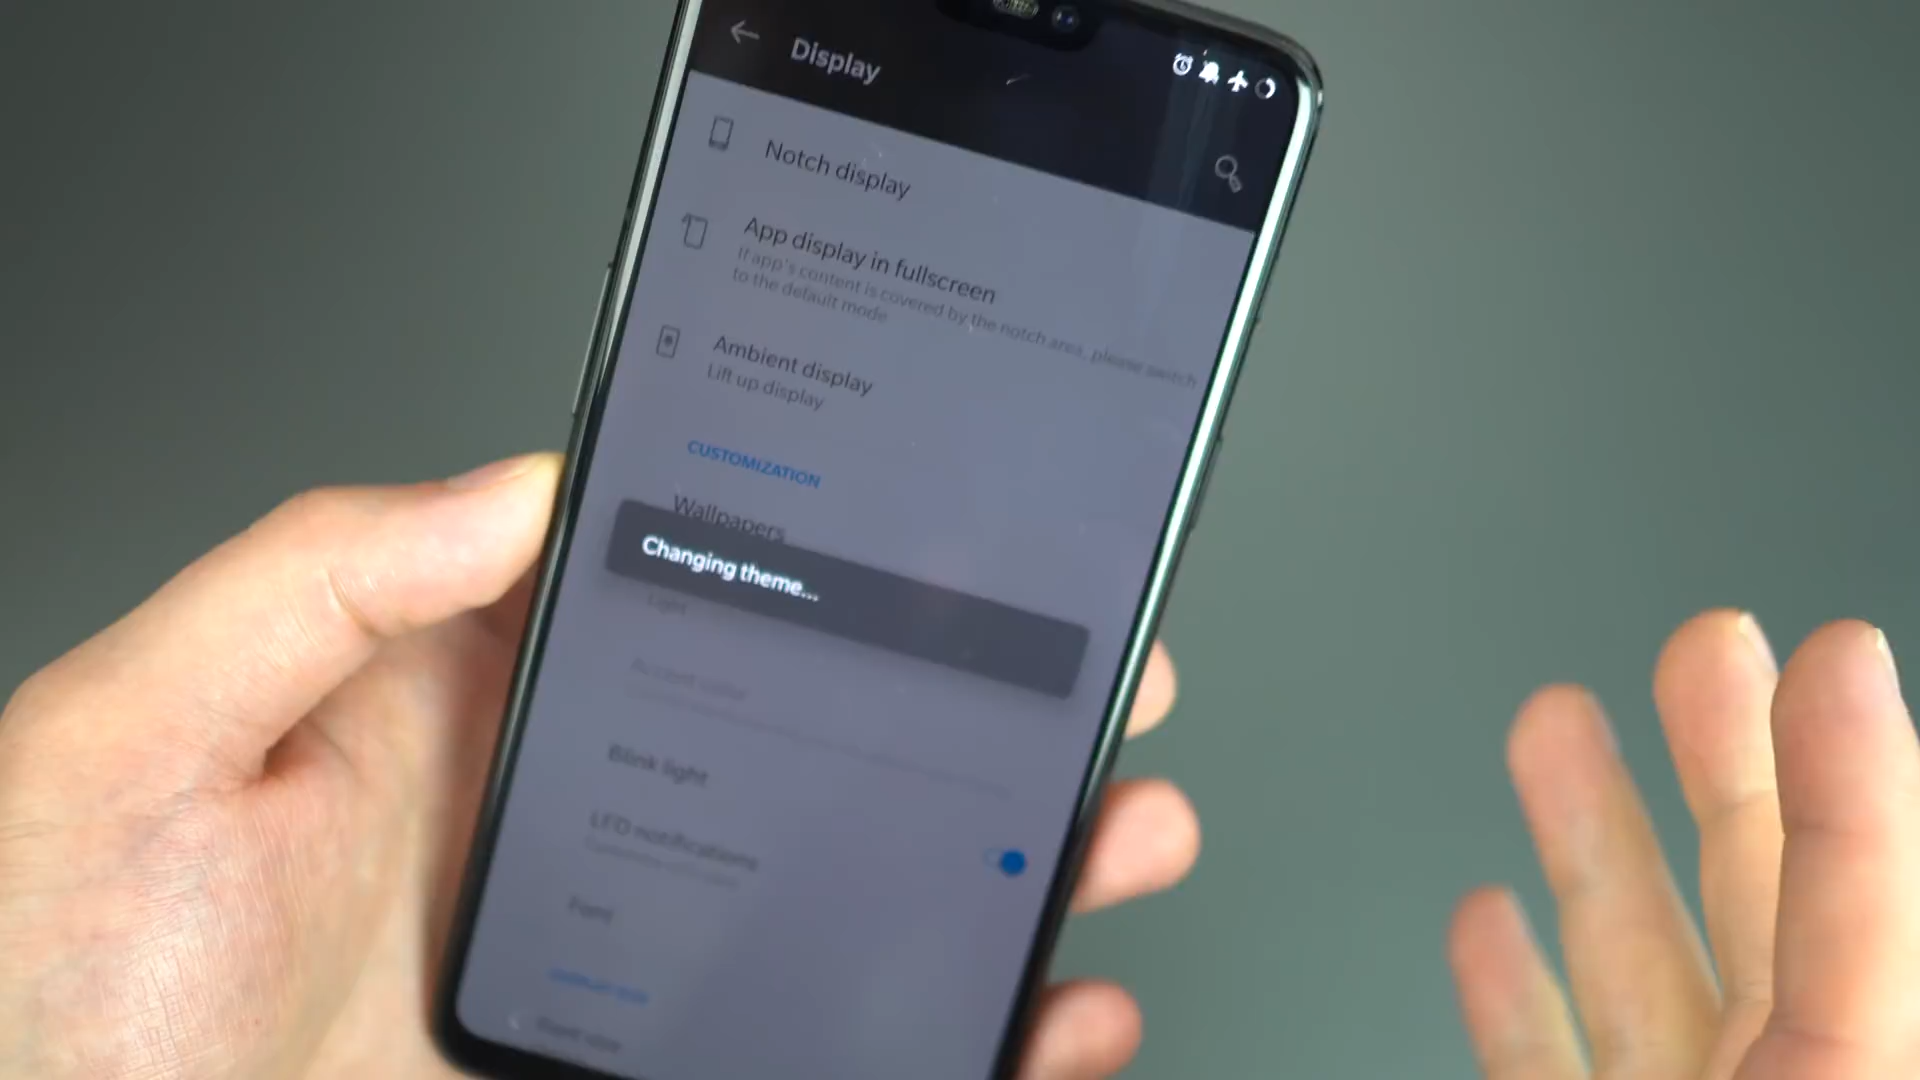 Display
Notch display
App display in fullscreen
If app's content is covered by the notch area, please switch
to the default mode
Ambient display
Lift up display
CUSTOMIZATION
Wallpapers
Changing theme...
Light
Accent color
Blink light
LED notifications
Font